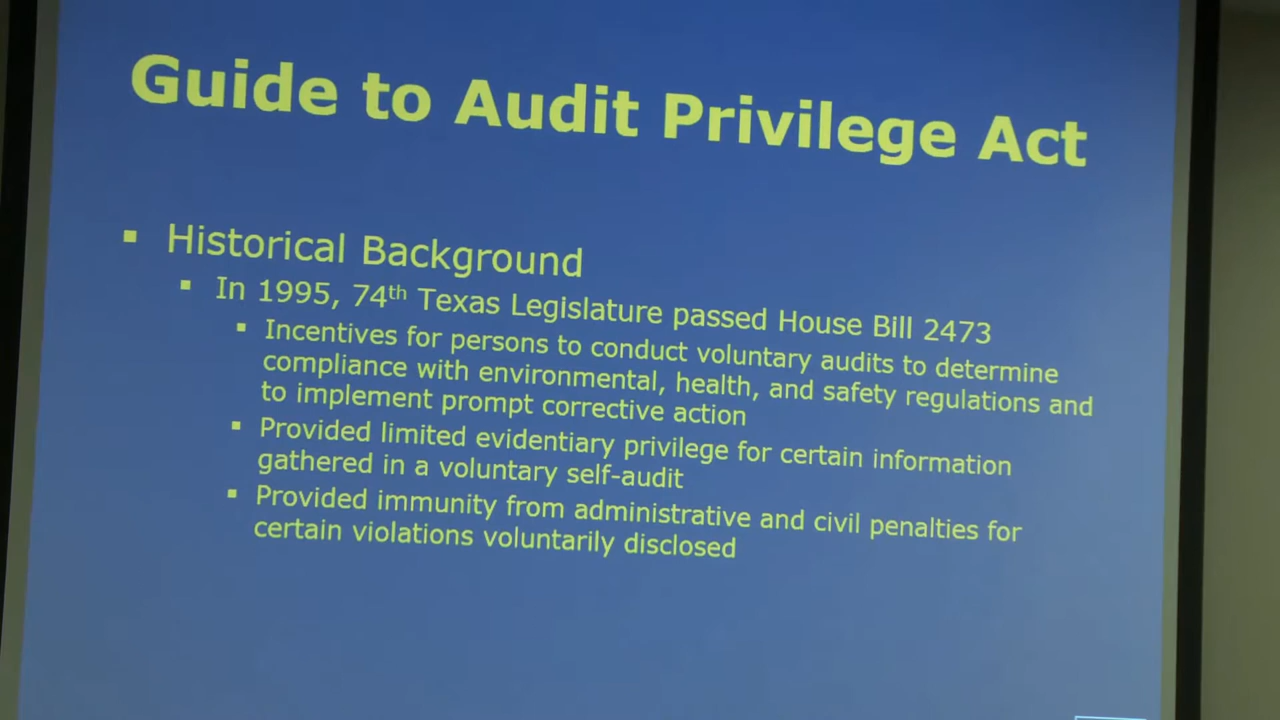 Guide to Audit Privilege Act
▪ Historical Background
▪ In 1995, 74th Texas Legislature passed House Bill 2473
▪ Incentives for persons to conduct voluntary audits to determine
compliance with environmental, health, and safety regulations and
to implement prompt corrective action
▪ Provided limited evidentiary privilege for certain information
gathered in a voluntary self-audit
▪ Provided immunity from administrative and civil penalties for
certain violations voluntarily disclosed